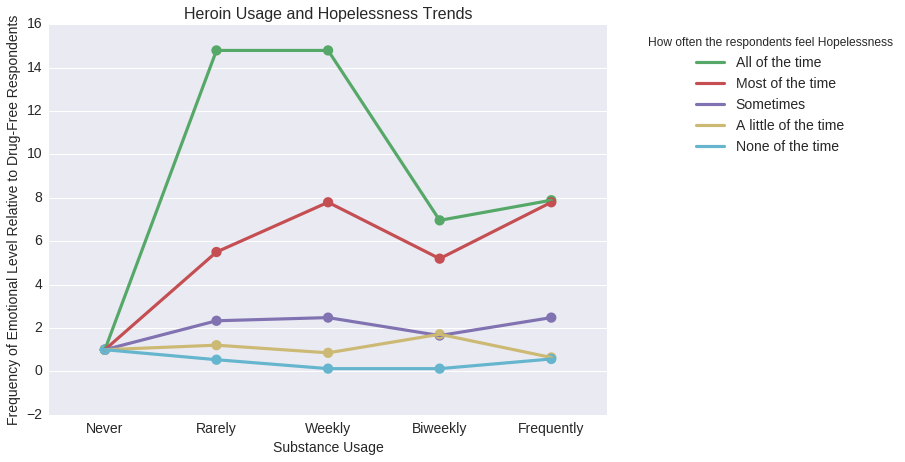 Heroin Usage and Hopelessness Trends
Frequency of Emotional Level Relative to Drug-Free Respondents
16
14
12
10
8
6
4
2
0
−2
Never
Rarely
Weekly
Biweekly
Frequently
Substance Usage
How often the respondents feel Hopelessness
All of the time
Most of the time
Sometimes
A little of the time
None of the time